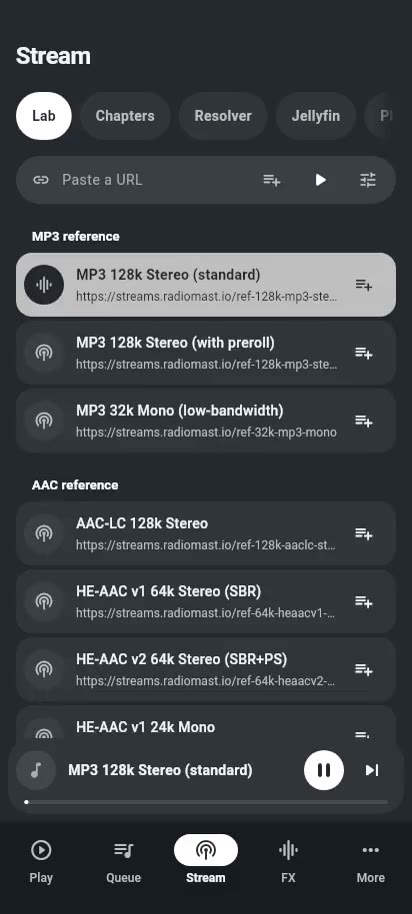 Stream
Lab
Chapters
Resolver
Jellyfin
Paste a URL
MP3 reference
MP3 128k Stereo (standard)
https://streams.radiomast.io/ref-128k-mp3-ste...
MP3 128k Stereo (with preroll)
https://streams.radiomast.io/ref-128k-mp3-ste...
MP3 32k Mono (low-bandwidth)
https://streams.radiomast.io/ref-32k-mp3-mono
AAC reference
AAC-LC 128k Stereo
https://streams.radiomast.io/ref-128k-aaclc-st...
HE-AAC v1 64k Stereo (SBR)
https://streams.radiomast.io/ref-64k-heaacv1-...
HE-AAC v2 64k Stereo (SBR+PS)
https://streams.radiomast.io/ref-64k-heaacv2-...
HE-AAC v1 24k Mono
MP3 128k Stereo (standard)
Play
Queue
Stream
FX
More